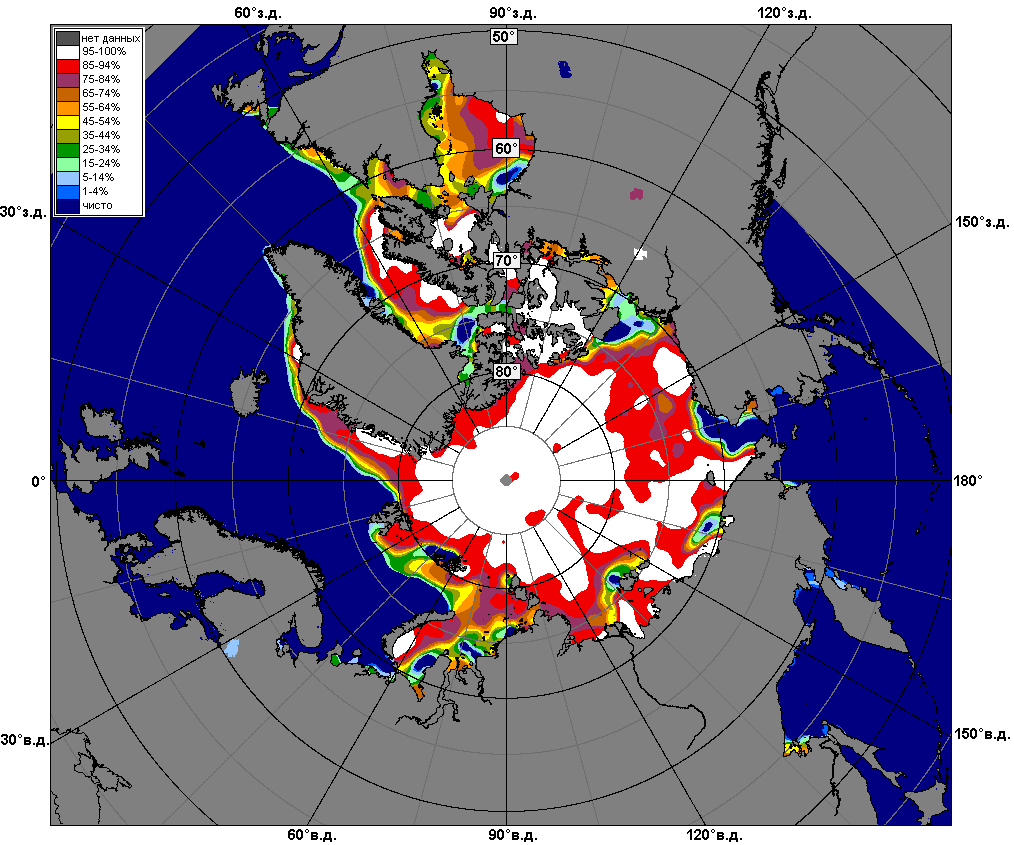 60°з.д.
90°з.д.
120°з.д.
50°
нет данных
95-100%
85-94%
75-84%
65-74%
55-64%
45-54%
35-44%
25-34%
15-24%
5-14%
1-4%
чисто
60°
30°з.д.
150°з.д.
70°
80°
0°
180°
30°в.д.
150°в.д.
60°в.д.
90°в.д.
120°в.д.